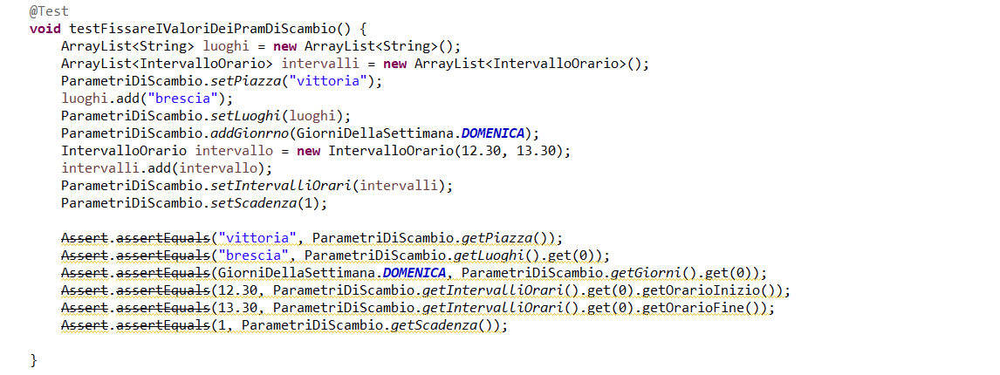 @Test
void testFissareIValoriDeiPramDiScambio() {
ArrayList<String> luoghi = new ArrayList<String>();
ArrayList<IntervalloOrario> intervalli = new ArrayList<IntervalloOrario>();
ParametriDiScambio.setPiazza("vittoria");
luoghi.add("brescia");
ParametriDiScambio.setLuoghi(luoghi);
ParametriDiScambio.addGionrno(GiorniDellaSettimana.DOMENICA);
IntervalloOrario intervallo = new IntervalloOrario(12.30, 13.30);
intervalli.add(intervallo);
ParametriDiScambio.setIntervalliOrari(intervalli);
ParametriDiScambio.setScadenza(1);
Assert.assertEquals("vittoria", ParametriDiScambio.getPiazza());
Assert.assertEquals("brescia", ParametriDiScambio.getLuoghi().get(0));
Assert.assertEquals(GiorniDellaSettimana.DOMENICA, ParametriDiScambio.getGiorni().get(0));
Assert.assertEquals(12.30, ParametriDiScambio.getIntervalliOrari().get(0).getOrarioInizio());
Assert.assertEquals(13.30, ParametriDiScambio.getIntervalliOrari().get(0).getOrarioFine());
Assert.assertEquals(1, ParametriDiScambio.getScadenza());
}